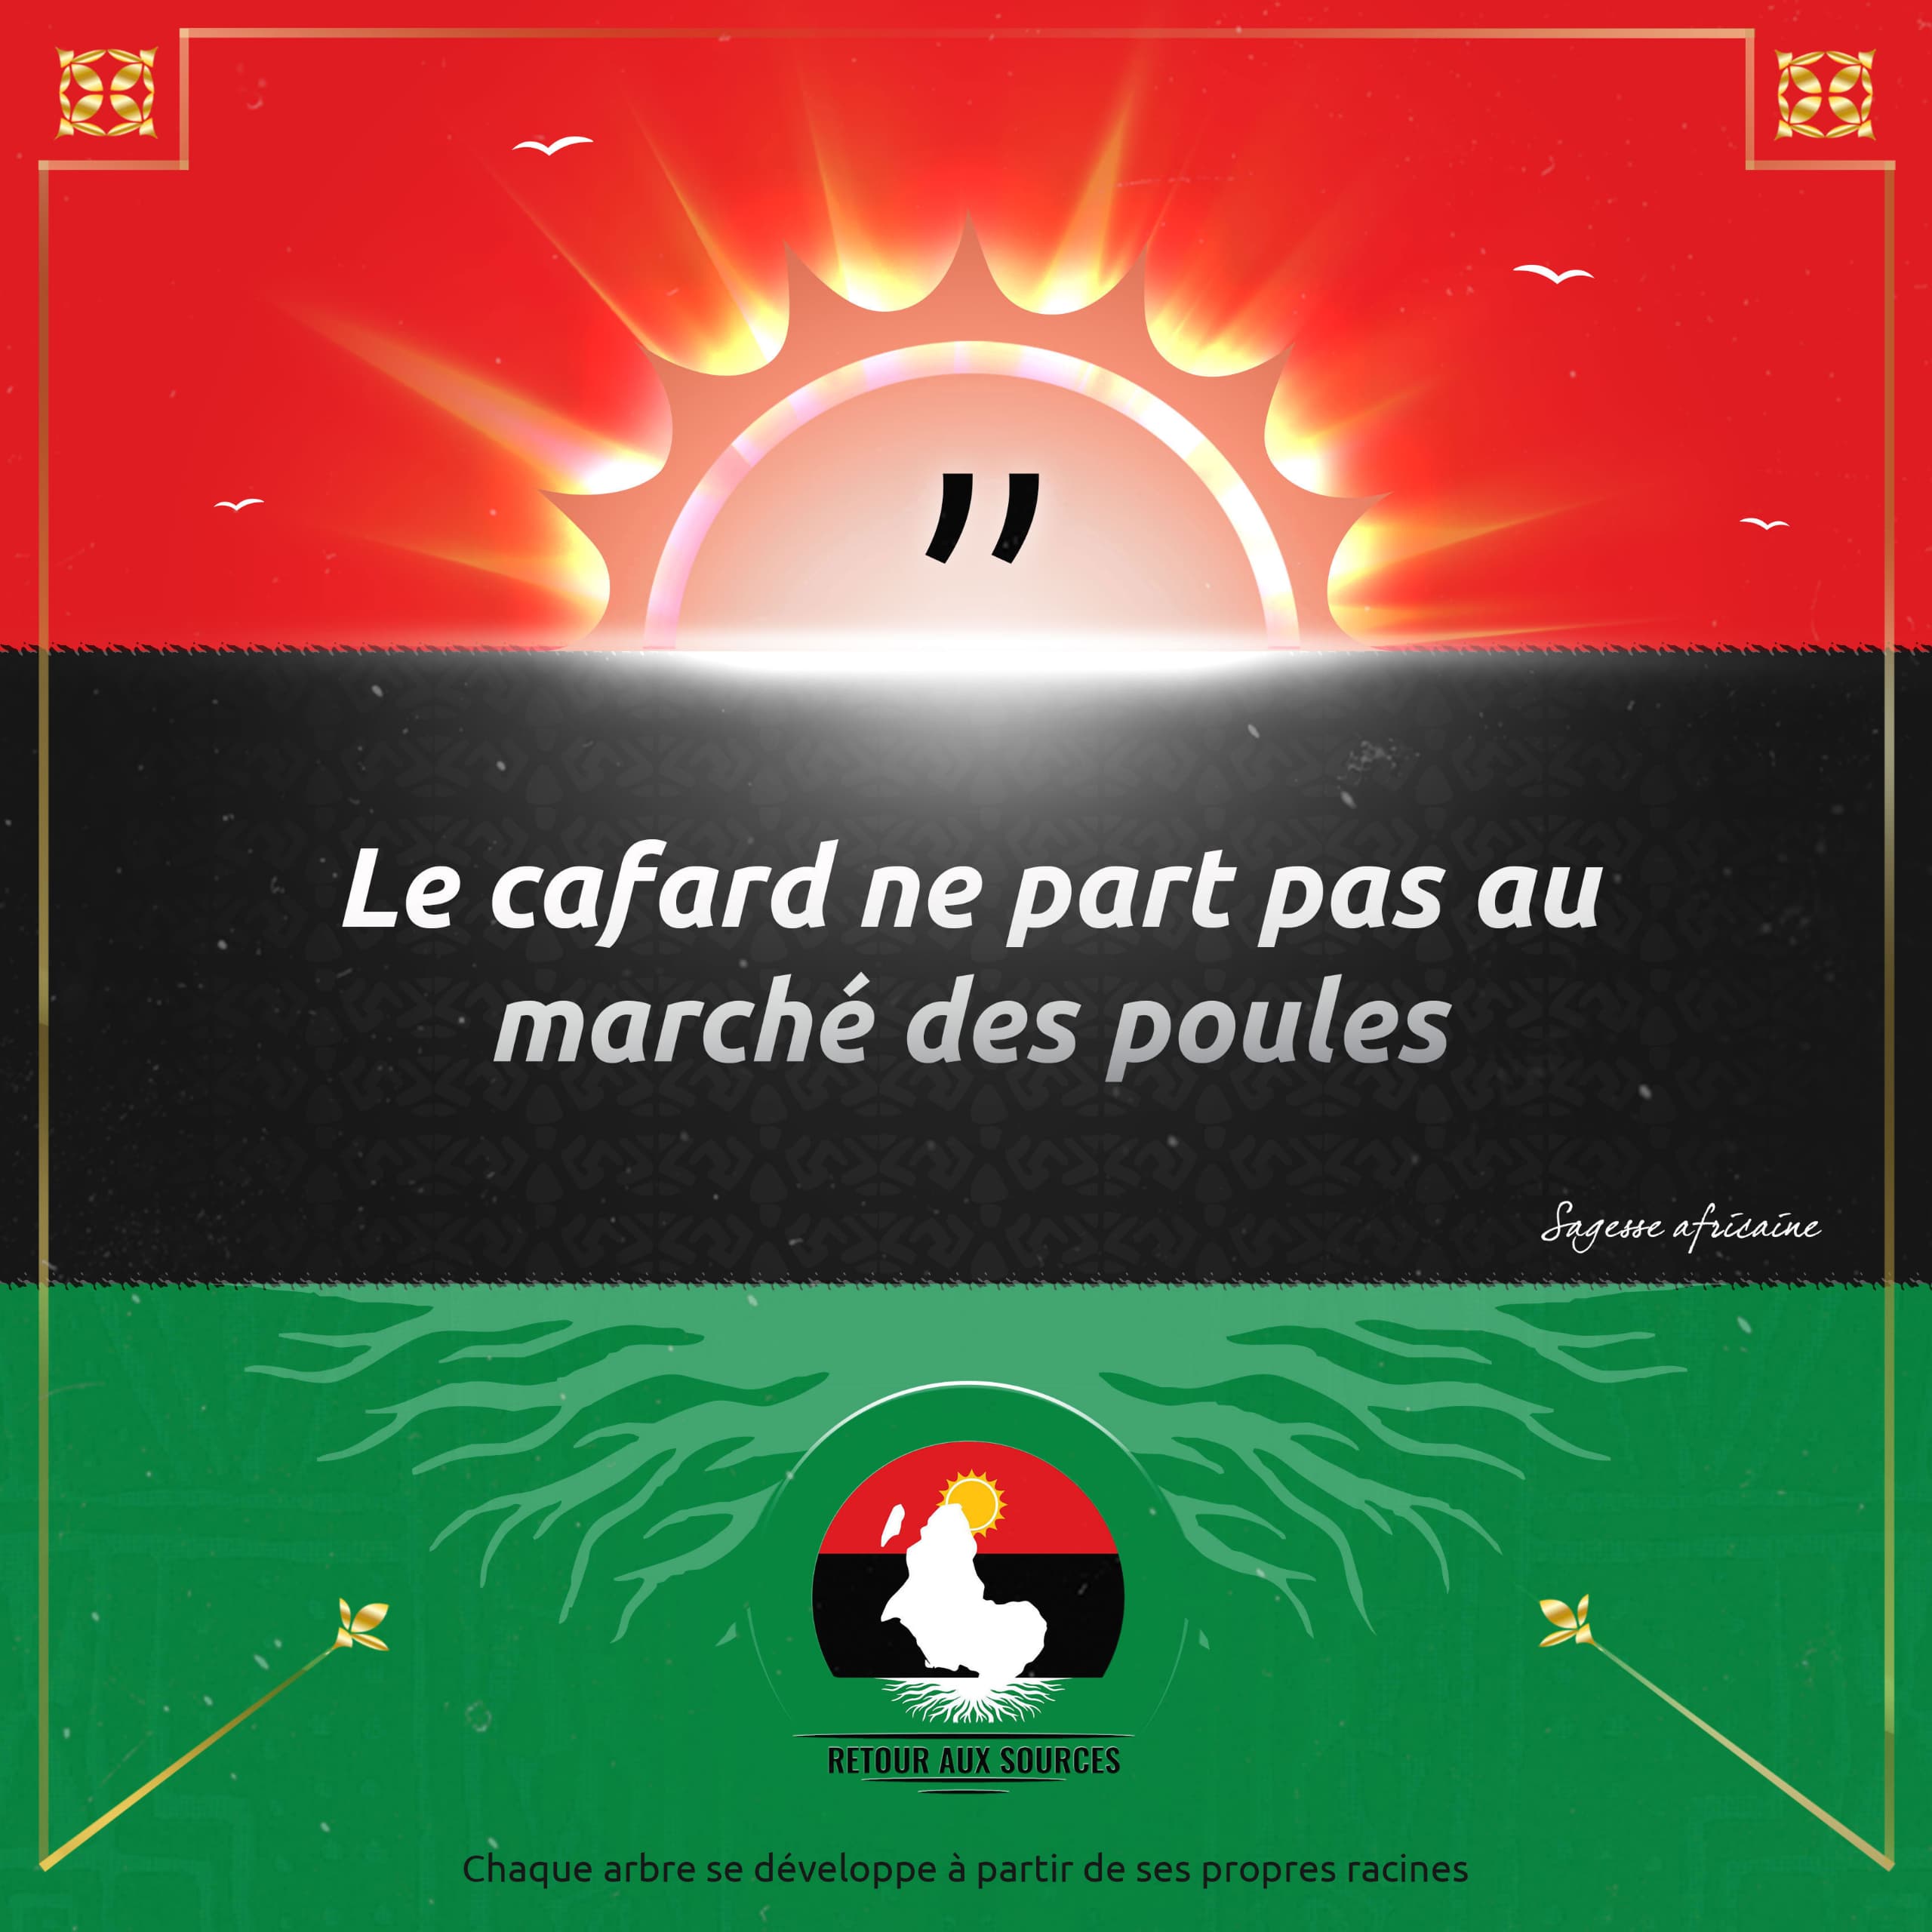 ”
Le cafard ne part pas au
marché des poules
Sagesse africaine
RETOUR AUX SOURCES
Chaque arbre se développe à partir de ses propres racines